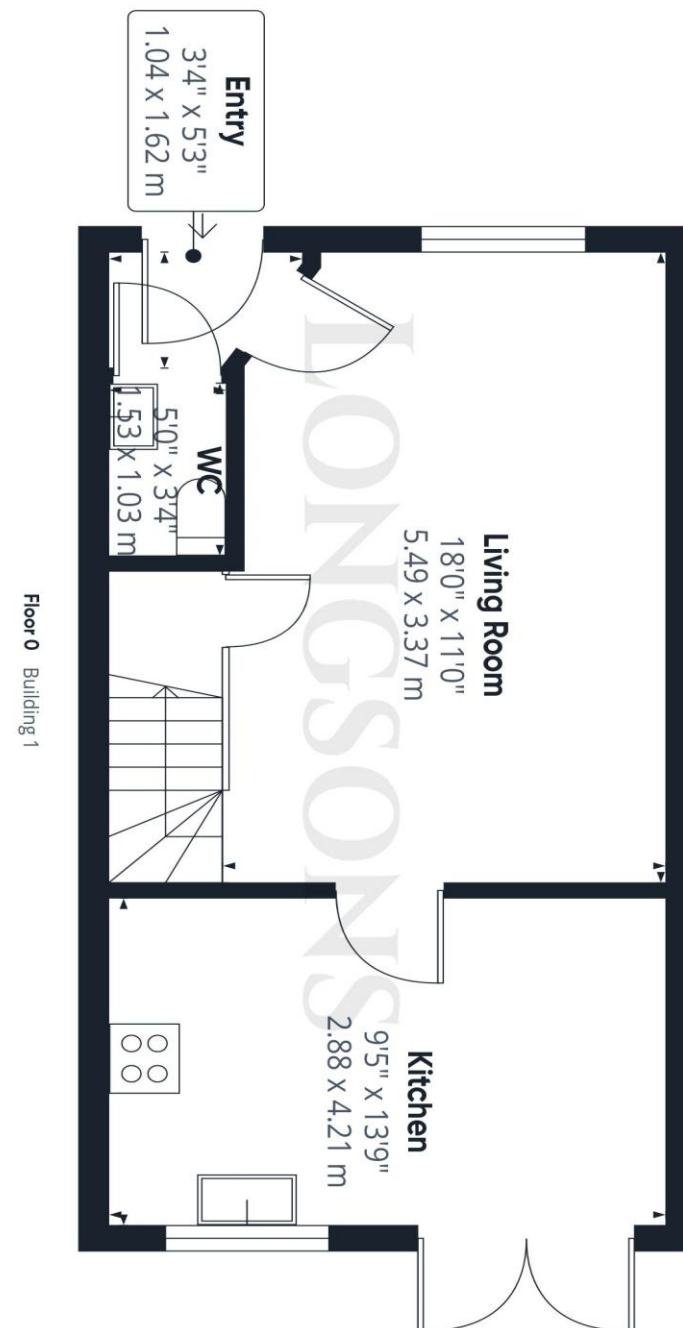 Entry
3'4" x 5'3"
1.04 x 1.62 m
WC
5'0" x 3'4"
1.53 x 1.03 m
Living Room
18'0" x 11'0"
5.49 x 3.37 m
Kitchen
9'5" x 13'9"
2.88 x 4.21 m
LONGSONS
Floor 0 Building 1